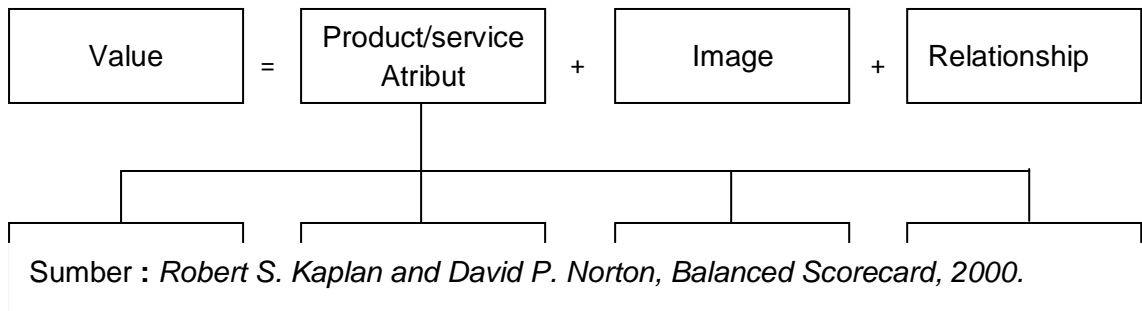 Value = Product/service Atribut + Image + Relationship
Sumber : Robert S. Kaplan and David P. Norton, Balanced Scorecard, 2000.